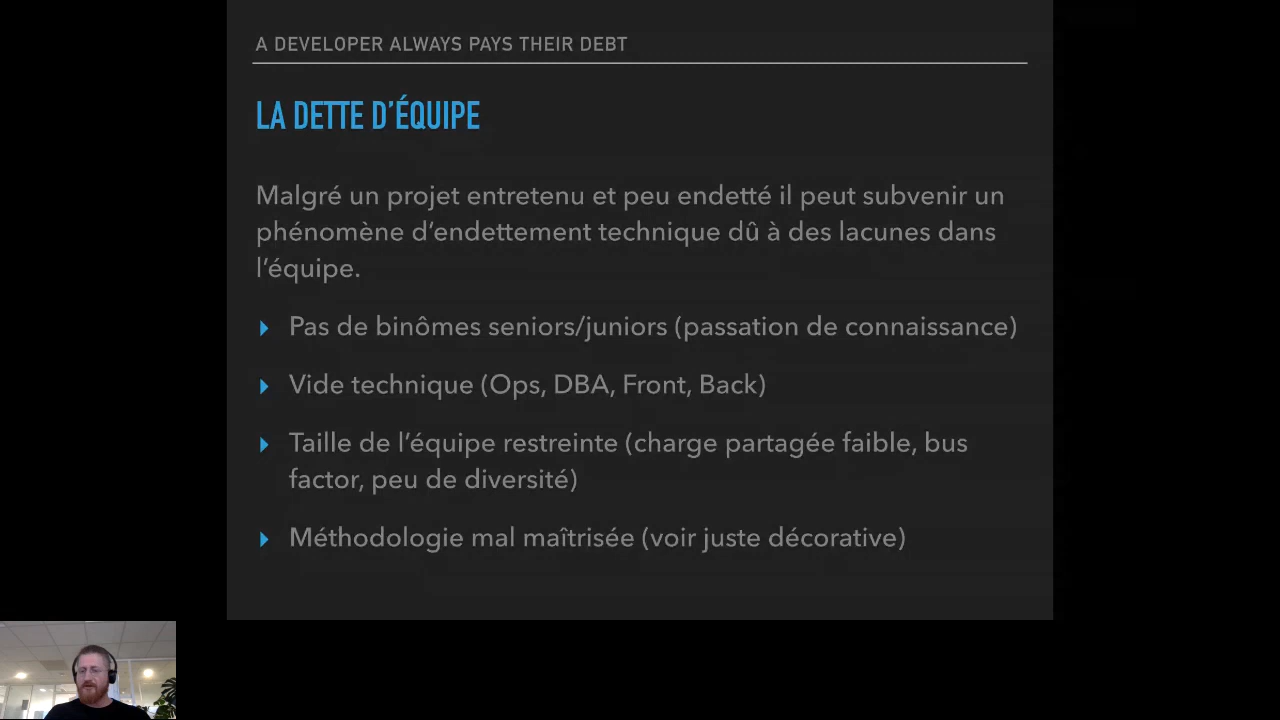 A DEVELOPER ALWAYS PAYS THEIR DEBT
LA DETTE D'ÉQUIPE
Malgré un projet entretenu et peu endetté il peut subvenir un
phénomène d'endettement technique dû à des lacunes dans
l'équipe.
Pas de binômes seniors/juniors (passation de connaissance)
Vide technique (Ops, DBA, Front, Back)
Taille de l'équipe restreinte (charge partagée faible, bus
factor, peu de diversité)
Méthodologie mal maîtrisée (voir juste décorative)